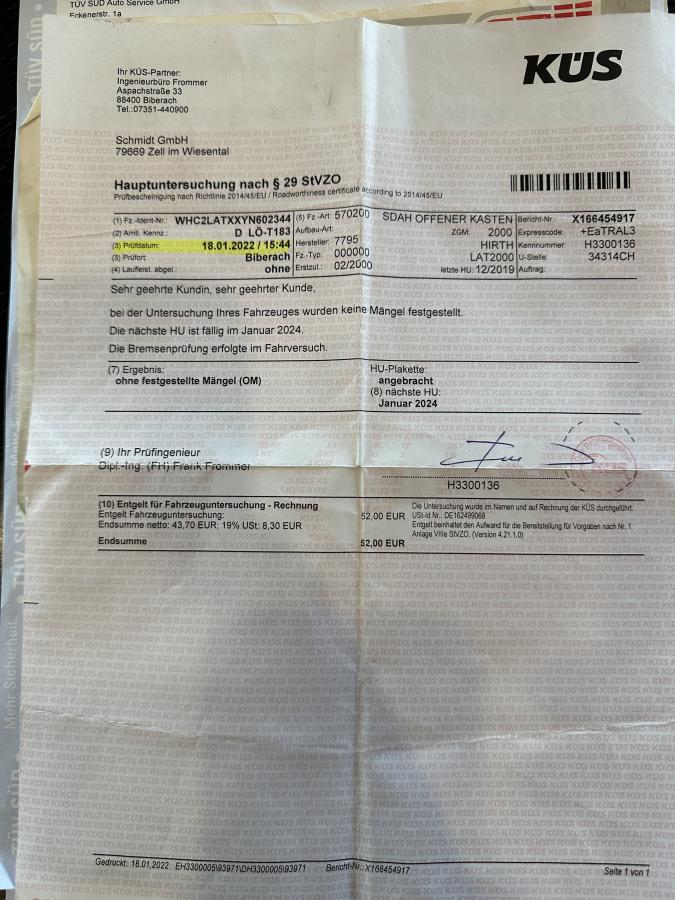 TÜV SÜD Auto Service GmbH
Eckenerstr. 1a
KÜS
Ihr KÜS-Partner:
Ingenieurbüro Frommer
Aspachstraße 33
88400 Biberach
Tel.:07351-440900
Schmidt GmbH
79669 Zell im Wiesental
Hauptuntersuchung nach § 29 StVZO
Prüfbescheinigung nach Richtlinie 2014/45/EU / Roadworthiness certificate according to 2014/45/EU
(1) Fz.-Ident-Nr.: WHC2LATXXYN602344 (5) Fz.-Art: 570200 SDAH OFFENER KASTEN Bericht-Nr. X166454917
(2) Amtl. Kennz.: D LÖ-T183 Aufbau-Art: ZGM: 2000 Expresscode: +EaTRAL3
(3) Prüfdatum: 18.01.2022 / 15:44 Hersteller: 7795 HIRTH Kennnummer H3300136
(3) Prüfort: Biberach Fz.-Typ: 000000 LAT2000 U-Stelle: 34314CH
(4) Laufleist. abgel.: ohne Erstzul.: 02/2000 letzte HU: 12/2019 Auftrag:
Sehr geehrte Kundin, sehr geehrter Kunde,
bei der Untersuchung Ihres Fahrzeuges wurden keine Mängel festgestellt.
Die nächste HU ist fällig im Januar 2024.
Die Bremsenprüfung erfolgte im Fahrversuch.
(7) Ergebnis: HU-Plakette:
ohne festgestellte Mängel (OM) angebracht
(8) nächste HU:
Januar 2024
(9) Ihr Prüfingenieur
Dipl.-Ing. (FH) Frank Frommer
H3300136
(10) Entgelt für Fahrzeuguntersuchung - Rechnung
Entgelt Fahrzeuguntersuchung: 52,00 EUR
Endsumme netto: 43,70 EUR; 19% USt: 8,30 EUR
Endsumme 52,00 EUR
Die Untersuchung wurde im Namen und auf Rechnung der KÜS durchgeführt.
USt-Id Nr.: DE162499068
Entgelt beinhaltet den Aufwand für die Bereitstellung für Vorgaben nach Nr. 1
Anlage VIIIe StVZO. (Version 4.21.1.0)
Mehr Sicherheit.
TÜV SÜD
Gedruckt: 18.01.2022 EH3300005\93971\DH3300005\93971 Bericht-Nr.: X166454917 Seite 1 von 1